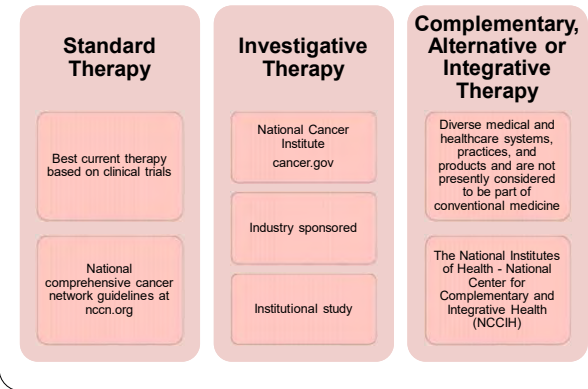 Standard
Therapy
Best current therapy
based on clinical trials
National
comprehensive cancer
network guidelines at
nccn.org
Investigative
Therapy
National Cancer
Institute
cancer.gov
Industry sponsored
Institutional study
Complementary,
Alternative or
Integrative
Therapy
Diverse medical and
healthcare systems,
practices, and
products and are not
presently considered
to be part of
conventional medicine
The National Institutes
of Health - National
Center for
Complementary and
Integrative Health
(NCCIH)